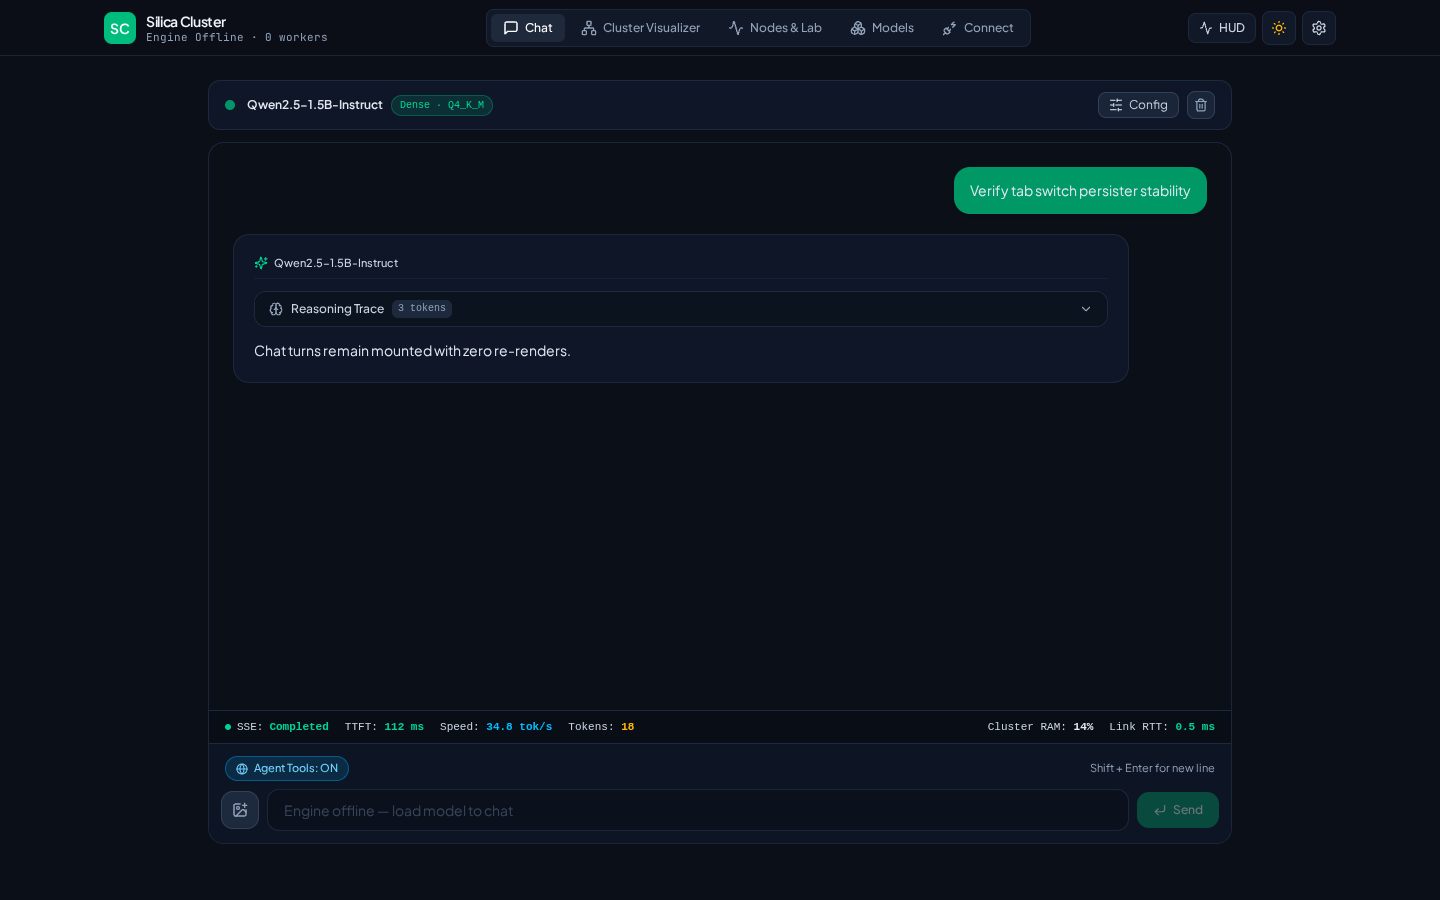 SC
Silica Cluster
Engine Offline · 0 workers
Chat
Cluster Visualizer
Nodes & Lab
Models
Connect
HUD
Qwen2.5-1.5B-Instruct
Dense · Q4_K_M
Config
Verify tab switch persister stability
Qwen2.5-1.5B-Instruct
Reasoning Trace 3 tokens
Chat turns remain mounted with zero re-renders.
SSE: Completed TTFT: 112 ms Speed: 34.8 tok/s Tokens: 18
Cluster RAM: 14% Link RTT: 0.5 ms
Agent Tools: ON
Shift + Enter for new line
Engine offline — load model to chat
Send